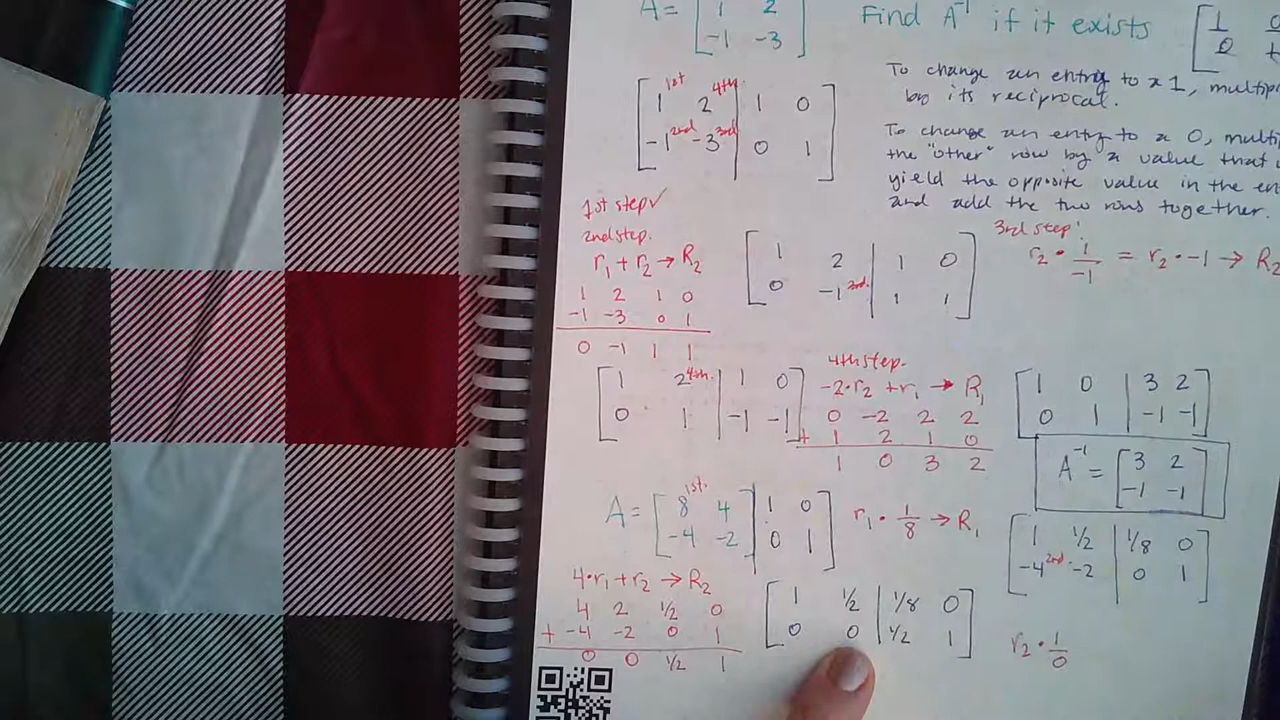 A = [ 1 2
-1 -3 ]
Find A⁻¹ if it exists
[ 1
0
To change an entry to a 1,
by its reciprocal.
To change an entry to a 0,
the "other" row by a value that
yield the opposite value in the
and add the two rows together.
[ 1 1st 2 4th | 1 0
-1 2nd -3 3rd | 0 1 ]
1st step ✓
2nd step.
r₁ + r₂ → R₂
1 2 1 0
-1 -3 0 1
0 -1 1 1
[ 1 2 | 1 0
0 -1 3rd. | 1 1 ]
3rd step:
r₂ · 1/-1 = r₂ · -1 → R₂
[ 1 2 4th. | 1 0
0 1 | -1 -1 ]
4th step.
-2·r₂ + r₁ → R₁
0 -2 2 2
+ 1 2 1 0
1 0 3 2
[ 1 0 | 3 2
0 1 | -1 -1 ]
A⁻¹ = [ 3 2
-1 -1 ]
A = [ 8 1st. 4 | 1 0
-4 -2 | 0 1 ]
r₁ · 1/8 → R₁
[ 1 1/2 | 1/8 0
-4 2nd. -2 | 0 1 ]
4·r₁ + r₂ → R₂
4 2 1/2 0
+ -4 -2 0 1
0 0 1/2 1
[ 1 1/2 | 1/8 0
0 0 | 1/2 1 ]
r₂ · 1/0